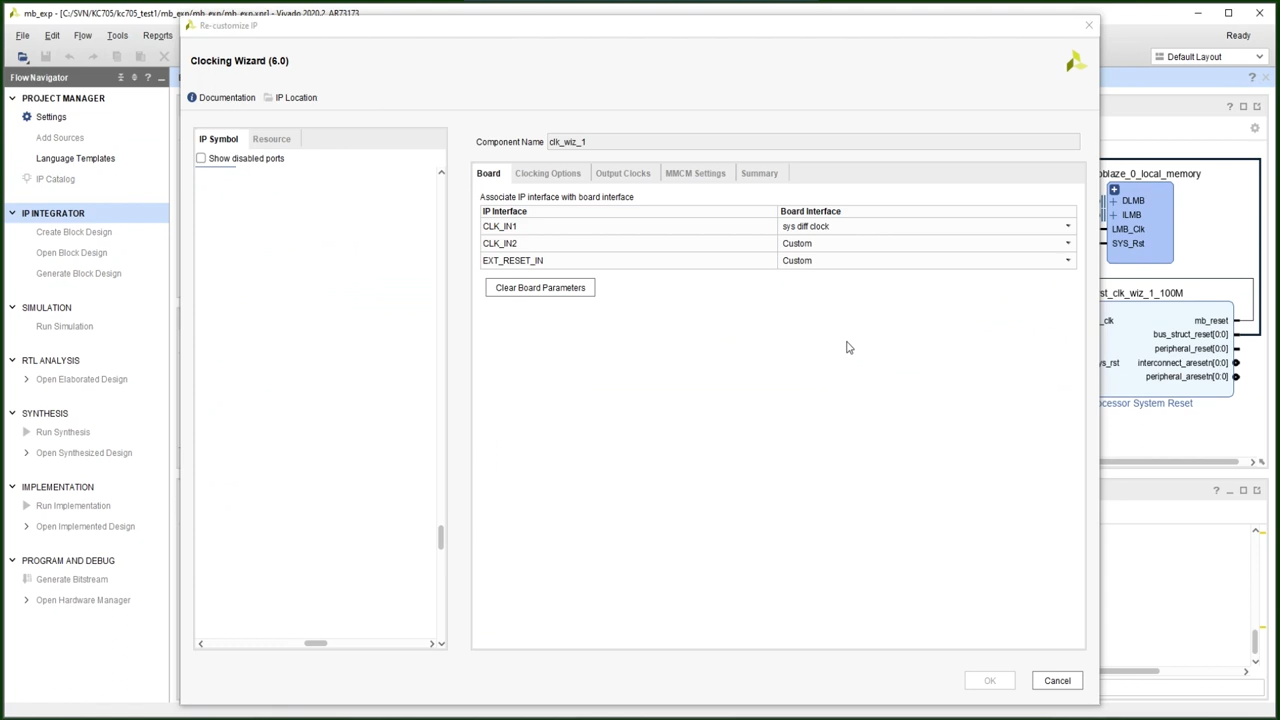 mb_exp - [C:/SVN/KC705/kc705_test1/mb_exp/mb_exp/mb_exp.xpr] - Vivado 2020.2_AR73173
File Edit Flow Tools Reports
Ready
Default Layout
Re-customize IP
Clocking Wizard (6.0)
Documentation IP Location
Flow Navigator
PROJECT MANAGER
Settings
Add Sources
Language Templates
IP Catalog
IP INTEGRATOR
Create Block Design
Open Block Design
Generate Block Design
SIMULATION
Run Simulation
RTL ANALYSIS
Open Elaborated Design
SYNTHESIS
Run Synthesis
Open Synthesized Design
IMPLEMENTATION
Run Implementation
Open Implemented Design
PROGRAM AND DEBUG
Generate Bitstream
Open Hardware Manager
IP Symbol Resource
Show disabled ports
Component Name clk_wiz_1
Board Clocking Options Output Clocks MMCM Settings Summary
Associate IP interface with board interface
IP Interface Board Interface
CLK_IN1 sys diff clock
CLK_IN2 Custom
EXT_RESET_IN Custom
Clear Board Parameters
OK Cancel
oblaze_0_local_memory
DLMB
ILMB
LMB_Clk
SYS_Rst
st_clk_wiz_1_100M
_clk mb_reset
bus_struct_reset[0:0]
peripheral_reset[0:0]
ys_rst interconnect_aresetn[0:0]
peripheral_aresetn[0:0]
ocessor System Reset